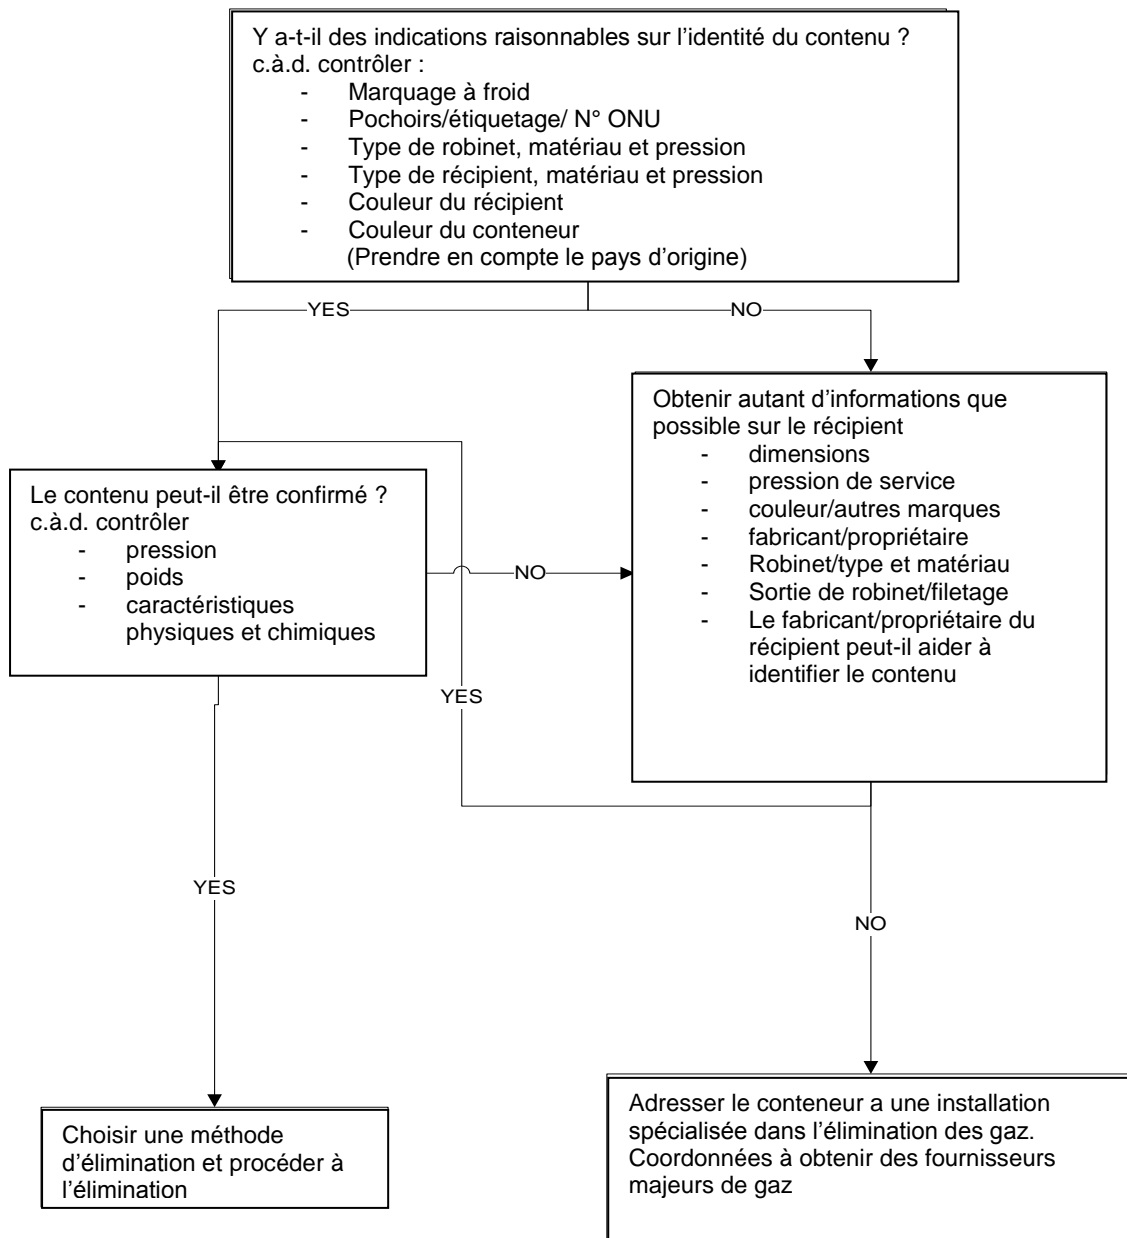 Y a-t-il des indications raisonnables sur l’identité du contenu ?
c.à.d. contrôler :
- Marquage à froid
- Pochoirs/étiquetage/ N° ONU
- Type de robinet, matériau et pression
- Type de récipient, matériau et pression
- Couleur du récipient
- Couleur du conteneur
(Prendre en compte le pays d’origine)
YES
NO
Obtenir autant d’informations que
possible sur le récipient
- dimensions
- pression de service
- couleur/autres marques
- fabricant/propriétaire
- Robinet/type et matériau
- Sortie de robinet/filetage
- Le fabricant/propriétaire du
récipient peut-il aider à
identifier le contenu
Le contenu peut-il être confirmé ?
c.à.d. contrôler
- pression
- poids
- caractéristiques
physiques et chimiques
NO
YES
YES
NO
Choisir une méthode
d’élimination et procéder à
l’élimination
Adresser le conteneur a une installation
spécialisée dans l’élimination des gaz.
Coordonnées à obtenir des fournisseurs
majeurs de gaz